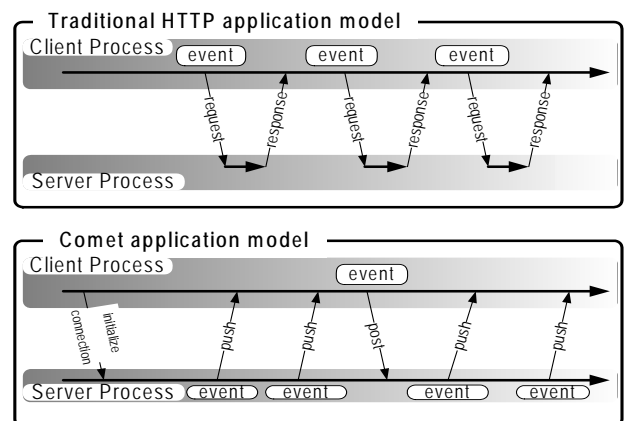 Traditional HTTP application model
Client Process
event
event
event
request
response
request
response
request
response
Server Process
Comet application model
Client Process
event
initialize
connection
push
push
post
push
push
Server Process
event
event
event
event